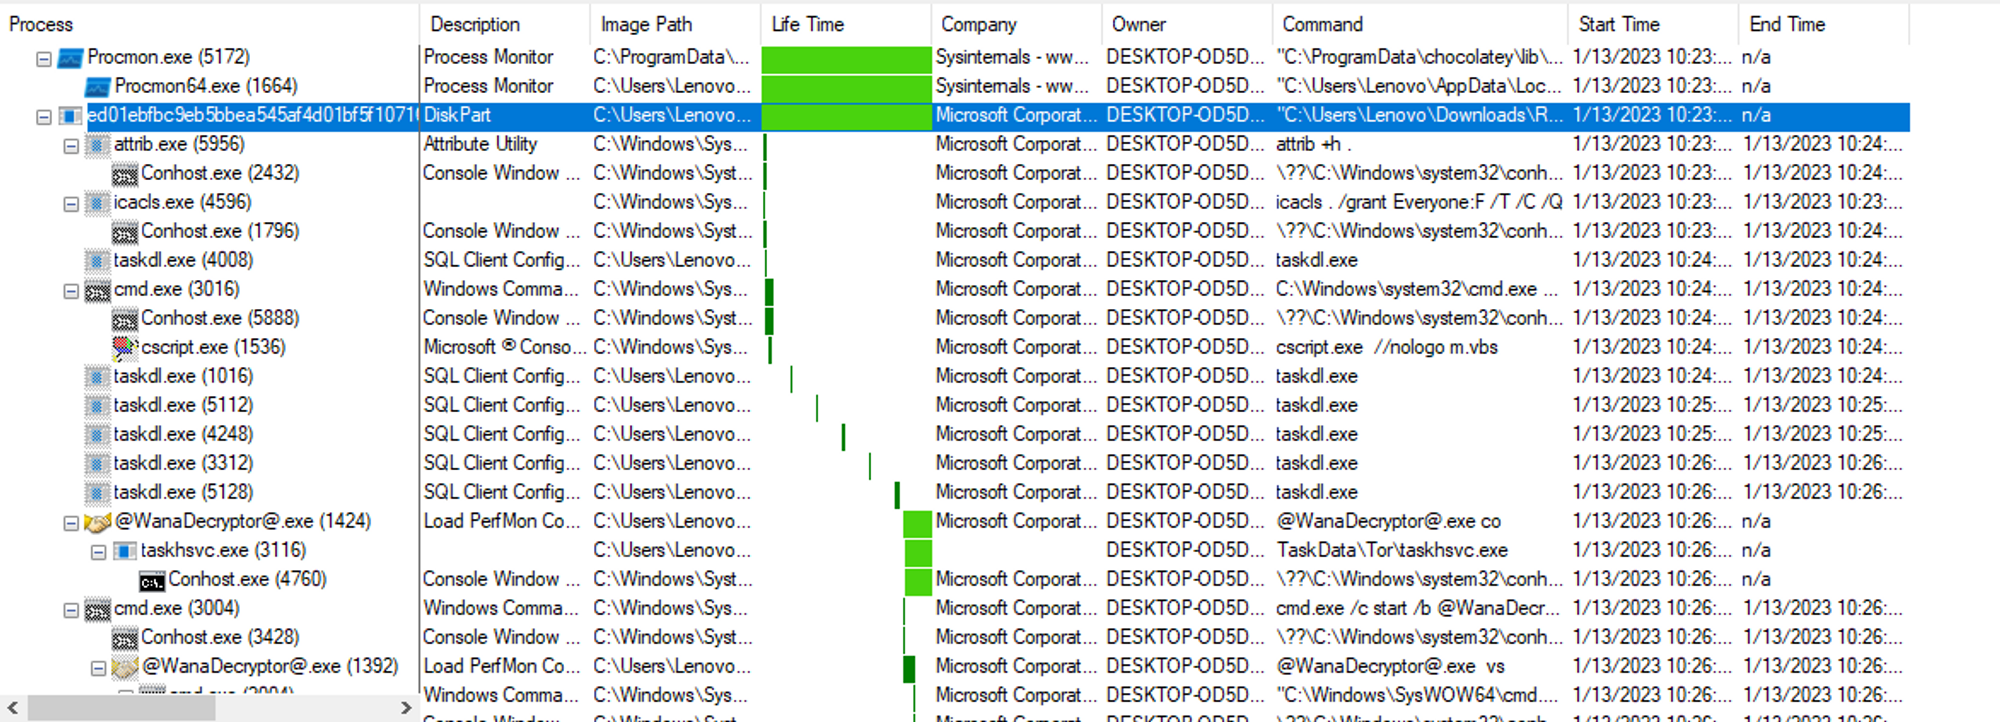 Process Description Image Path Life Time Company Owner Command Start Time End Time
Procmon.exe (5172) Process Monitor C:\ProgramData\... Sysinternals - ww... DESKTOP-OD5D... "C:\ProgramData\chocolatey\lib\... 1/13/2023 10:23:... n/a
Procmon64.exe (1664) Process Monitor C:\Users\Lenovo... Sysinternals - ww... DESKTOP-OD5D... "C:\Users\Lenovo\AppData\Loc... 1/13/2023 10:23:... n/a
ed01ebfbc9eb5bbea545af4d01bf5f10716 DiskPart C:\Users\Lenovo... Microsoft Corporat... DESKTOP-OD5D... "C:\Users\Lenovo\Downloads\R... 1/13/2023 10:23:... n/a
attrib.exe (5956) Attribute Utility C:\Windows\Sys... Microsoft Corporat... DESKTOP-OD5D... attrib +h . 1/13/2023 10:23:... 1/13/2023 10:24:...
Conhost.exe (2432) Console Window ... C:\Windows\Syst... Microsoft Corporat... DESKTOP-OD5D... \??\C:\Windows\system32\conh... 1/13/2023 10:23:... 1/13/2023 10:24:...
icacls.exe (4596) C:\Windows\Sys... Microsoft Corporat... DESKTOP-OD5D... icacls . /grant Everyone:F /T /C /Q 1/13/2023 10:23:... 1/13/2023 10:23:...
Conhost.exe (1796) Console Window ... C:\Windows\Syst... Microsoft Corporat... DESKTOP-OD5D... \??\C:\Windows\system32\conh... 1/13/2023 10:23:... 1/13/2023 10:24:...
taskdl.exe (4008) SQL Client Config... C:\Users\Lenovo... Microsoft Corporat... DESKTOP-OD5D... taskdl.exe 1/13/2023 10:24:... 1/13/2023 10:24:...
cmd.exe (3016) Windows Comma... C:\Windows\Sys... Microsoft Corporat... DESKTOP-OD5D... C:\Windows\system32\cmd.exe ... 1/13/2023 10:24:... 1/13/2023 10:24:...
Conhost.exe (5888) Console Window ... C:\Windows\Syst... Microsoft Corporat... DESKTOP-OD5D... \??\C:\Windows\system32\conh... 1/13/2023 10:24:... 1/13/2023 10:24:...
cscript.exe (1536) Microsoft ® Conso... C:\Windows\Sys... Microsoft Corporat... DESKTOP-OD5D... cscript.exe //nologo m.vbs 1/13/2023 10:24:... 1/13/2023 10:24:...
taskdl.exe (1016) SQL Client Config... C:\Users\Lenovo... Microsoft Corporat... DESKTOP-OD5D... taskdl.exe 1/13/2023 10:24:... 1/13/2023 10:24:...
taskdl.exe (5112) SQL Client Config... C:\Users\Lenovo... Microsoft Corporat... DESKTOP-OD5D... taskdl.exe 1/13/2023 10:25:... 1/13/2023 10:25:...
taskdl.exe (4248) SQL Client Config... C:\Users\Lenovo... Microsoft Corporat... DESKTOP-OD5D... taskdl.exe 1/13/2023 10:25:... 1/13/2023 10:25:...
taskdl.exe (3312) SQL Client Config... C:\Users\Lenovo... Microsoft Corporat... DESKTOP-OD5D... taskdl.exe 1/13/2023 10:26:... 1/13/2023 10:26:...
taskdl.exe (5128) SQL Client Config... C:\Users\Lenovo... Microsoft Corporat... DESKTOP-OD5D... taskdl.exe 1/13/2023 10:26:... 1/13/2023 10:26:...
@WanaDecryptor@.exe (1424) Load PerfMon Co... C:\Users\Lenovo... Microsoft Corporat... DESKTOP-OD5D... @WanaDecryptor@.exe co 1/13/2023 10:26:... n/a
taskhsvc.exe (3116) C:\Users\Lenovo... DESKTOP-OD5D... TaskData\Tor\taskhsvc.exe 1/13/2023 10:26:... n/a
Conhost.exe (4760) Console Window ... C:\Windows\Syst... Microsoft Corporat... DESKTOP-OD5D... \??\C:\Windows\system32\conh... 1/13/2023 10:26:... n/a
cmd.exe (3004) Windows Comma... C:\Windows\Sys... Microsoft Corporat... DESKTOP-OD5D... cmd.exe /c start /b @WanaDecr... 1/13/2023 10:26:... 1/13/2023 10:26:...
Conhost.exe (3428) Console Window ... C:\Windows\Syst... Microsoft Corporat... DESKTOP-OD5D... \??\C:\Windows\system32\conh... 1/13/2023 10:26:... 1/13/2023 10:26:...
@WanaDecryptor@.exe (1392) Load PerfMon Co... C:\Users\Lenovo... Microsoft Corporat... DESKTOP-OD5D... @WanaDecryptor@.exe vs 1/13/2023 10:26:... 1/13/2023 10:26:...
Windows Comma... C:\Windows\Sys... Microsoft Corporat... DESKTOP-OD5D... "C:\Windows\SysWOW64\cmd.... 1/13/2023 10:26:... 1/13/2023 10:26:...